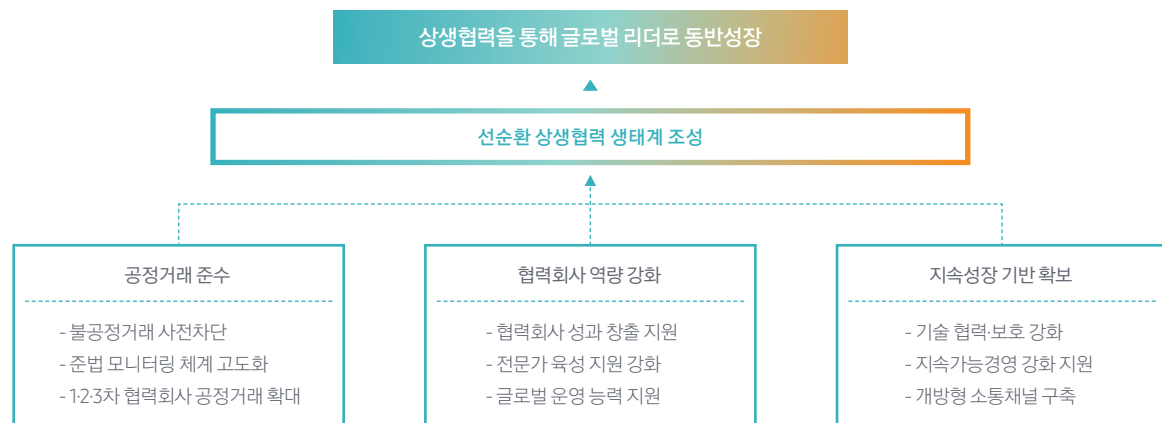 상생협력을 통해 글로벌 리더로 동반성장
선순환 상생협력 생태계 조성
공정거래 준수
- 불공정거래 사전차단
- 준법 모니터링 체계 고도화
- 1·2·3차 협력회사 공정거래 확대
협력회사 역량 강화
- 협력회사 성과 창출 지원
- 전문가 육성 지원 강화
- 글로벌 운영 능력 지원
지속성장 기반 확보
- 기술 협력·보호 강화
- 지속가능경영 강화 지원
- 개방형 소통채널 구축